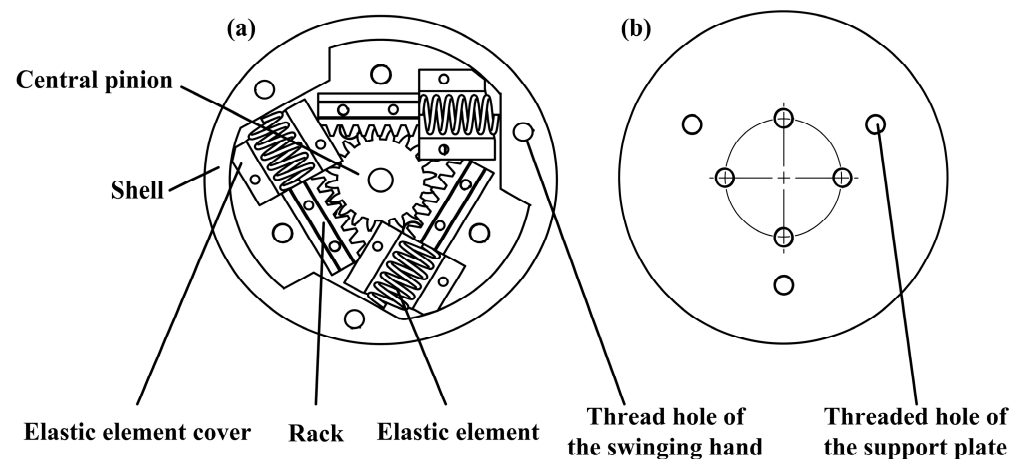 (a)
(b)
Central pinion
Shell
Elastic element cover
Rack
Elastic element
Thread hole of
the swinging hand
Threaded hole of
the support plate